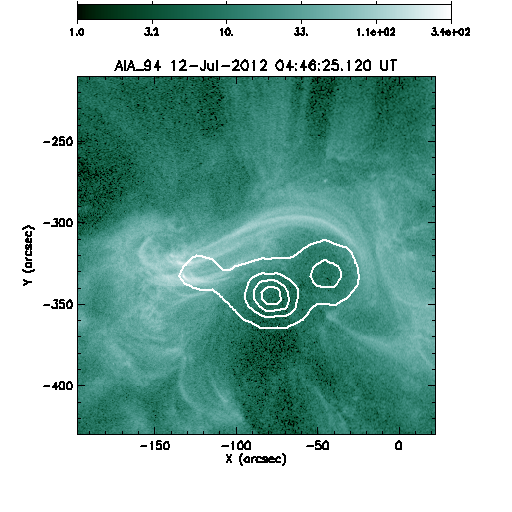 1.0 3.2 10. 33. 1.1e+02 3.4e+02
AIA_94 12-Jul-2012 04:46:25.120 UT
-250
-300
-350
-400
Y (arcsec)
-150 -100 -50 0
X (arcsec)